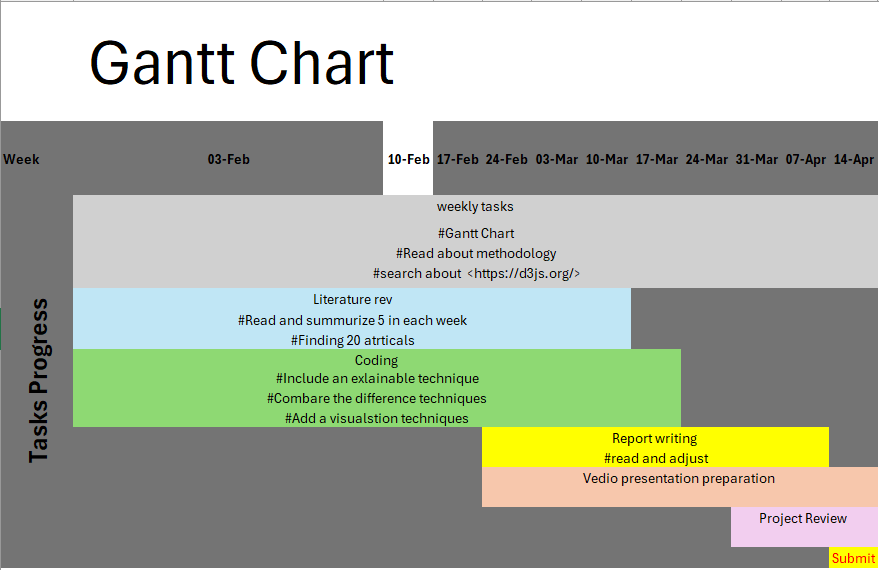 Gantt Chart
Week 03-Feb 10-Feb 17-Feb 24-Feb 03-Mar 10-Mar 17-Mar 24-Mar 31-Mar 07-Apr 14-Apr
Tasks Progress
weekly tasks
#Gantt Chart
#Read about methodology
#search about <https://d3js.org/>
Literature rev
#Read and summurize 5 in each week
#Finding 20 atrticals
Coding
#Include an exlainable technique
#Combare the difference techniques
#Add a visualstion techniques
Report writing
#read and adjust
Vedio presentation preparation
Project Review
Submit